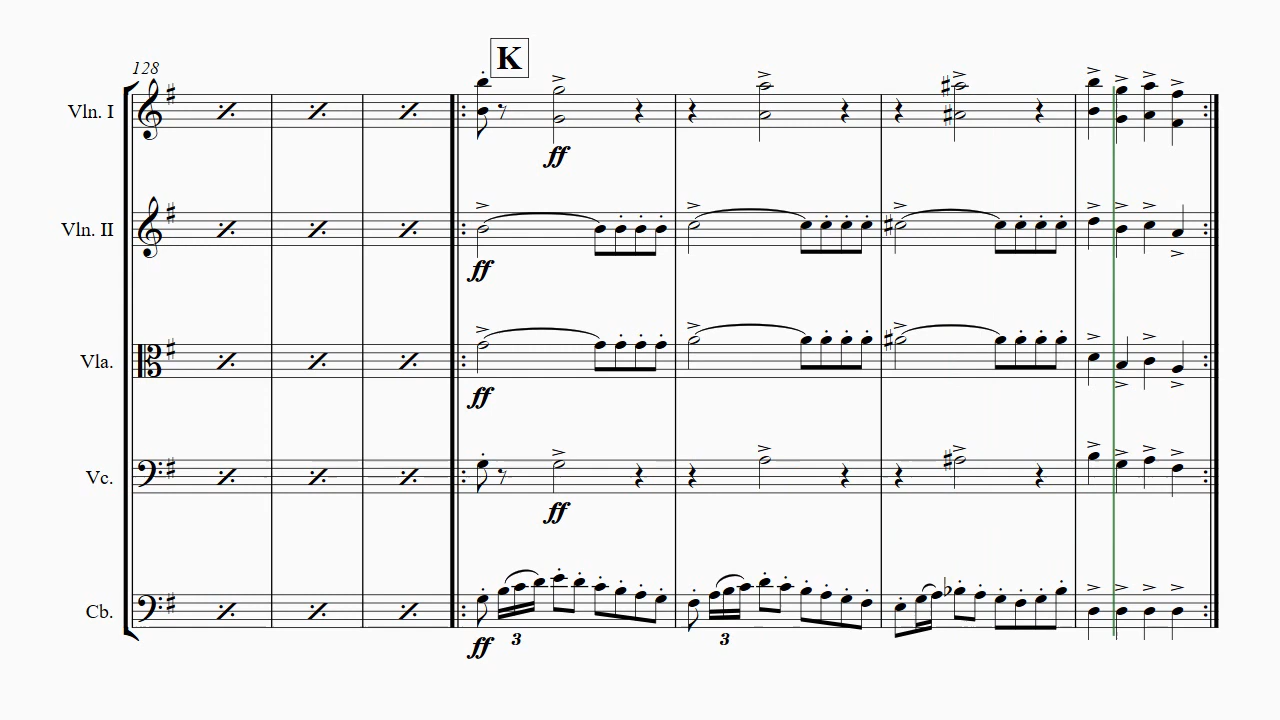 K
128
Vln. I
ff
Vln. II
ff
Vla.
ff
Vc.
ff
Cb.
3 3
ff